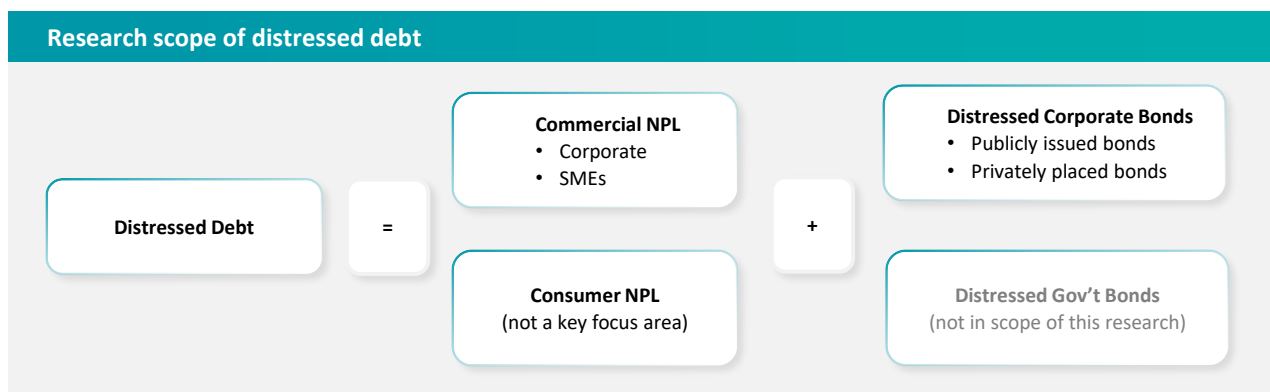 Research scope of distressed debt
Distressed Debt
=
Commercial NPL
• Corporate
• SMEs
Consumer NPL
(not a key focus area)
+
Distressed Corporate Bonds
• Publicly issued bonds
• Privately placed bonds
Distressed Gov’t Bonds
(not in scope of this research)